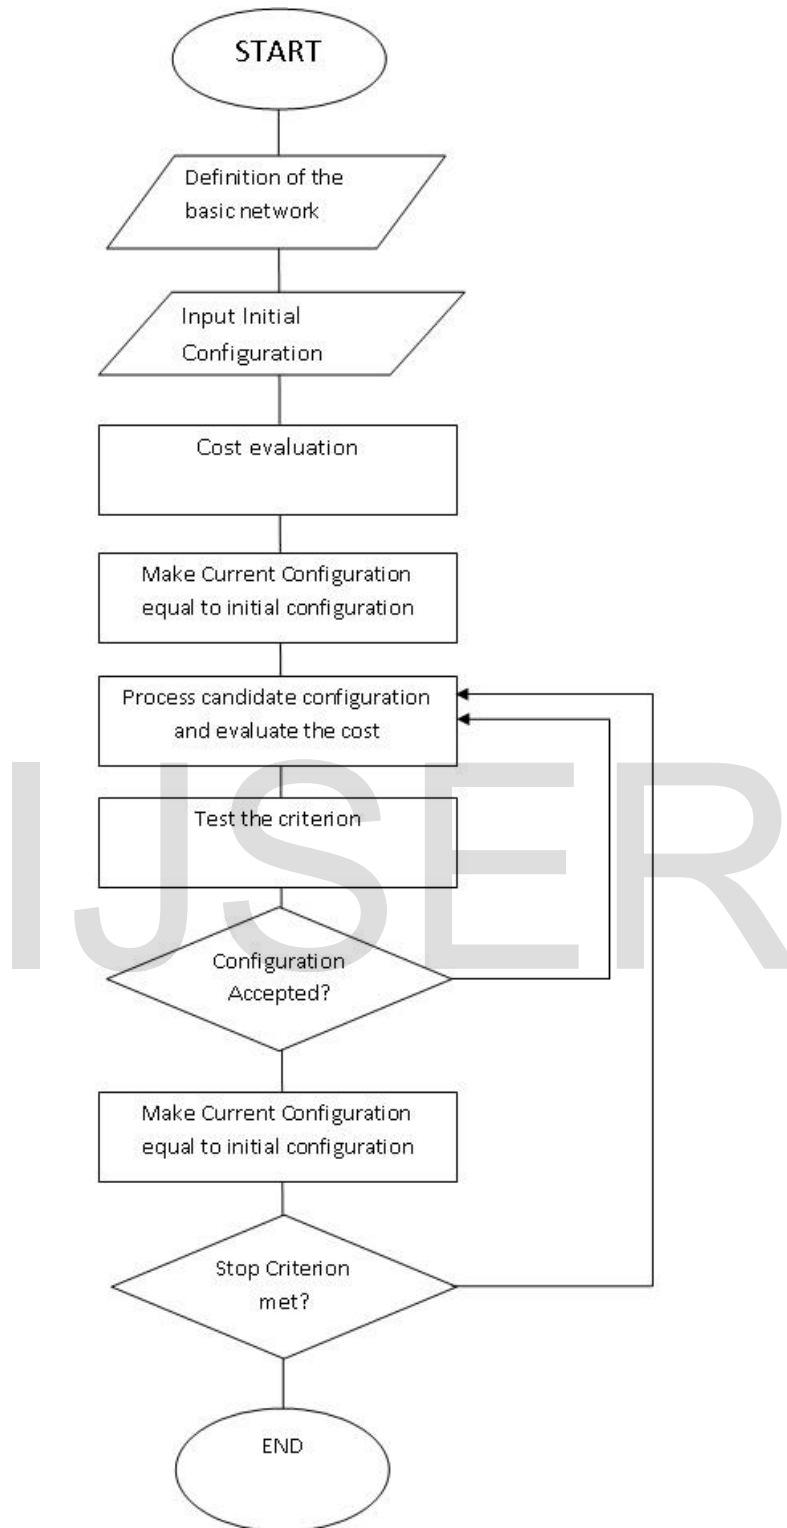 START
Definition of the
basic network
Input Initial
Configuration
Cost evaluation
Make Current Configuration
equal to initial configuration
Process candidate configuration
and evaluate the cost
Test the criterion
IJSER
Configuration
Accepted?
Make Current Configuration
equal to initial configuration
Stop Criterion
met?
END